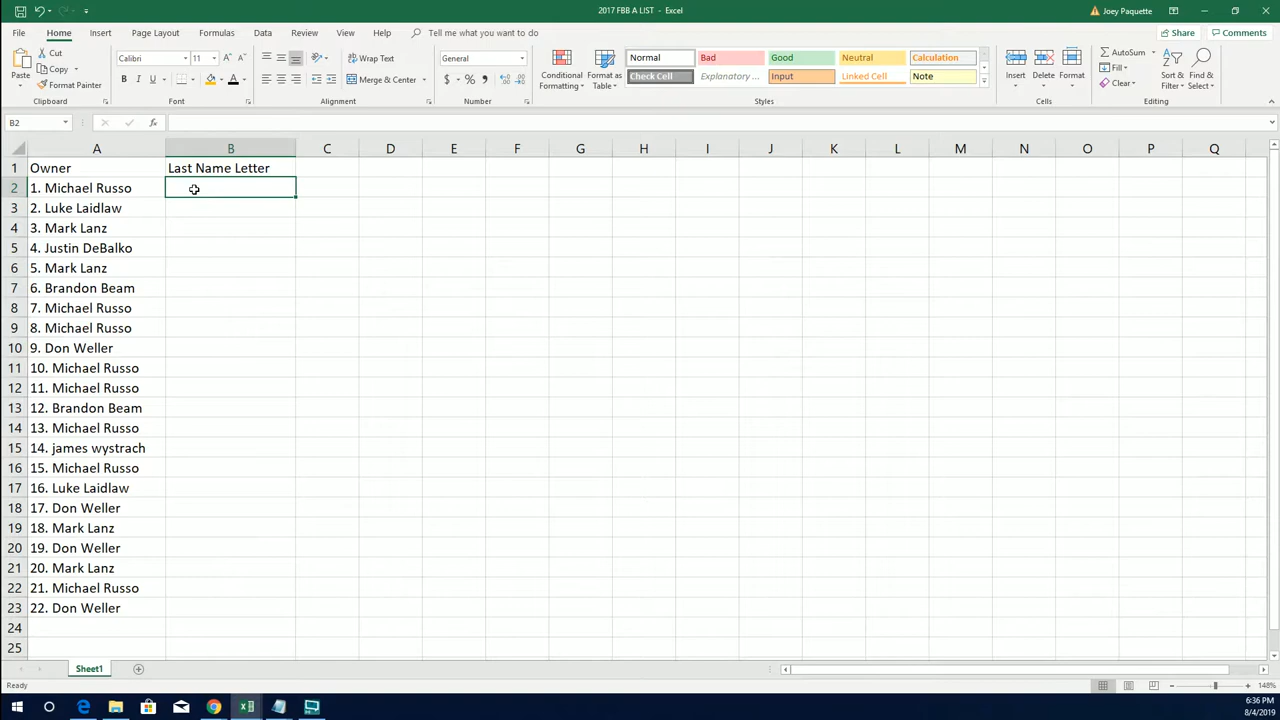 2017 FBB A LIST - Excel
Joey Paquette
File Home Insert Page Layout Formulas Data Review View Help Tell me what you want to do Share Comments
Paste Cut Copy Format Painter
Calibri 11
B I U
Wrap Text
Merge & Center
General
$ % ,
Conditional Formatting Format as Table
Normal Bad Good Neutral Calculation
Check Cell Explanatory ... Input Linked Cell Note
Insert Delete Format
AutoSum Fill Clear
Sort & Filter Find & Select
Clipboard Font Alignment Number Styles Cells Editing
B2 fx
A B C D E F G H I J K L M N O P Q
1 Owner Last Name Letter
2 1. Michael Russo
3 2. Luke Laidlaw
4 3. Mark Lanz
5 4. Justin DeBalko
6 5. Mark Lanz
7 6. Brandon Beam
8 7. Michael Russo
9 8. Michael Russo
10 9. Don Weller
11 10. Michael Russo
12 11. Michael Russo
13 12. Brandon Beam
14 13. Michael Russo
15 14. james wystrach
16 15. Michael Russo
17 16. Luke Laidlaw
18 17. Don Weller
19 18. Mark Lanz
20 19. Don Weller
21 20. Mark Lanz
22 21. Michael Russo
23 22. Don Weller
24
25
Sheet1
Ready 148%
6:36 PM
8/4/2019